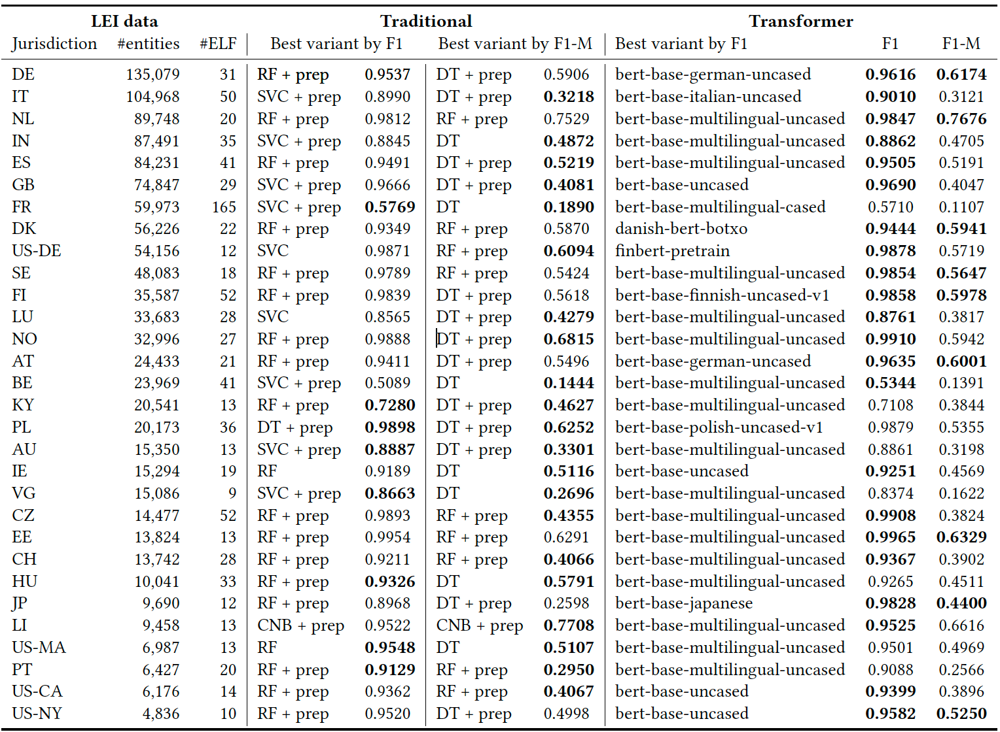 LEI data Traditional Transformer
Jurisdiction #entities #ELF Best variant by F1 Best variant by F1-M Best variant by F1 F1 F1-M
DE 135,079 31 RF + prep 0.9537 DT + prep 0.5906 bert-base-german-uncased 0.9616 0.6174
IT 104,968 50 SVC + prep 0.8990 DT + prep 0.3218 bert-base-italian-uncased 0.9010 0.3121
NL 89,748 20 RF + prep 0.9812 RF + prep 0.7529 bert-base-multilingual-uncased 0.9847 0.7676
IN 87,491 35 SVC + prep 0.8845 DT 0.4872 bert-base-multilingual-uncased 0.8862 0.4705
ES 84,231 41 RF + prep 0.9491 DT + prep 0.5219 bert-base-multilingual-uncased 0.9505 0.5191
GB 74,847 29 SVC + prep 0.9666 DT + prep 0.4081 bert-base-uncased 0.9690 0.4047
FR 59,973 165 SVC + prep 0.5769 DT 0.1890 bert-base-multilingual-cased 0.5710 0.1107
DK 56,226 22 RF + prep 0.9349 RF + prep 0.5870 danish-bert-botxo 0.9444 0.5941
US-DE 54,156 12 SVC 0.9871 RF + prep 0.6094 finbert-pretrain 0.9878 0.5719
SE 48,083 18 RF + prep 0.9789 RF + prep 0.5424 bert-base-multilingual-uncased 0.9854 0.5647
FI 35,587 52 RF + prep 0.9839 DT + prep 0.5618 bert-base-finnish-uncased-v1 0.9858 0.5978
LU 33,683 28 SVC 0.8565 DT + prep 0.4279 bert-base-multilingual-uncased 0.8761 0.3817
NO 32,996 27 RF + prep 0.9888 DT + prep 0.6815 bert-base-multilingual-uncased 0.9910 0.5942
AT 24,433 21 RF + prep 0.9411 DT + prep 0.5496 bert-base-german-uncased 0.9635 0.6001
BE 23,969 41 SVC + prep 0.5089 DT 0.1444 bert-base-multilingual-uncased 0.5344 0.1391
KY 20,541 13 RF + prep 0.7280 DT + prep 0.4627 bert-base-multilingual-uncased 0.7108 0.3844
PL 20,173 36 DT + prep 0.9898 DT + prep 0.6252 bert-base-polish-uncased-v1 0.9879 0.5355
AU 15,350 13 SVC + prep 0.8887 DT + prep 0.3301 bert-base-multilingual-uncased 0.8861 0.3198
IE 15,294 19 RF 0.9189 DT 0.5116 bert-base-uncased 0.9251 0.4569
VG 15,086 9 SVC + prep 0.8663 DT 0.2696 bert-base-multilingual-uncased 0.8374 0.1622
CZ 14,477 52 RF + prep 0.9893 RF + prep 0.4355 bert-base-multilingual-uncased 0.9908 0.3824
EE 13,824 13 RF + prep 0.9954 RF + prep 0.6291 bert-base-multilingual-uncased 0.9965 0.6329
CH 13,742 28 RF + prep 0.9211 RF + prep 0.4066 bert-base-multilingual-uncased 0.9367 0.3902
HU 10,041 33 RF + prep 0.9326 DT 0.5791 bert-base-multilingual-uncased 0.9265 0.4511
JP 9,690 12 RF + prep 0.8968 DT + prep 0.2598 bert-base-japanese 0.9828 0.4400
LI 9,458 13 CNB + prep 0.9522 CNB + prep 0.7708 bert-base-multilingual-uncased 0.9525 0.6616
US-MA 6,987 13 RF 0.9548 DT 0.5107 bert-base-multilingual-uncased 0.9501 0.4969
PT 6,427 20 RF + prep 0.9129 RF + prep 0.2950 bert-base-multilingual-uncased 0.9088 0.2566
US-CA 6,176 14 RF + prep 0.9362 RF + prep 0.4067 bert-base-uncased 0.9399 0.3896
US-NY 4,836 10 RF + prep 0.9520 DT + prep 0.4998 bert-base-uncased 0.9582 0.5250